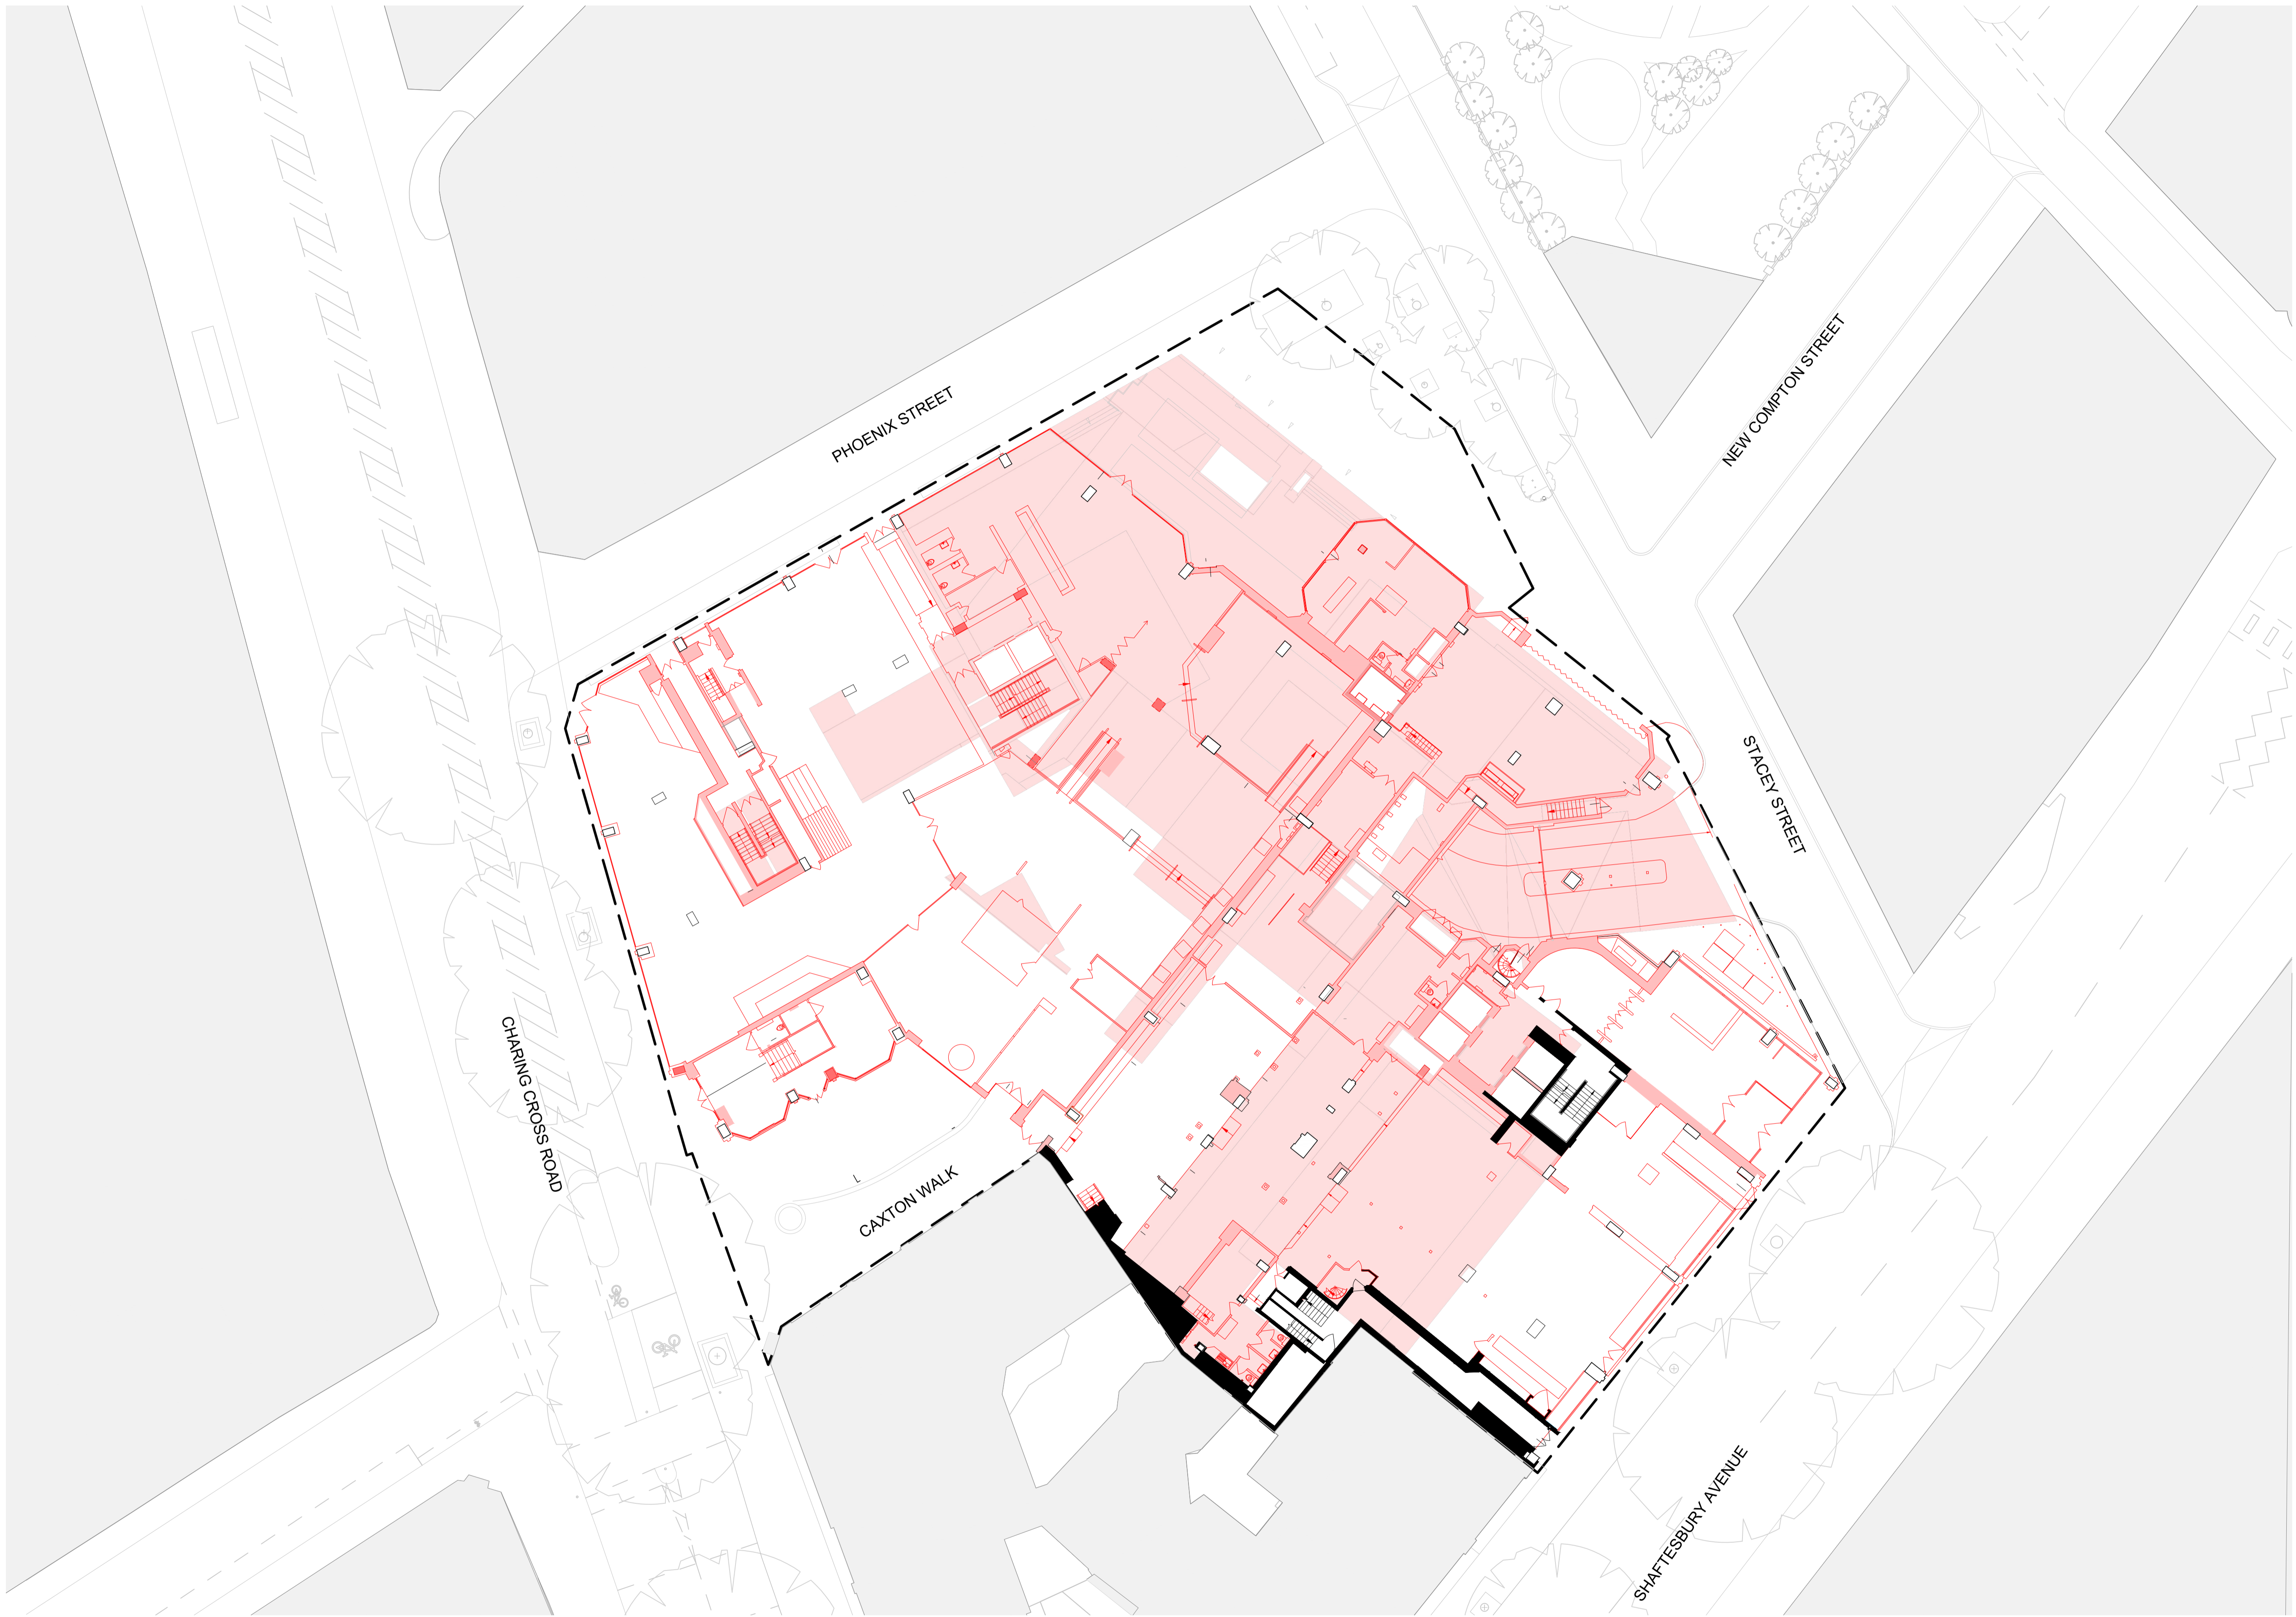 PHOENIX STREET
NEW COMPTON STREET
STACEY STREET
CHARING CROSS ROAD
CAXTON WALK
SHAFTESBURY AVENUE